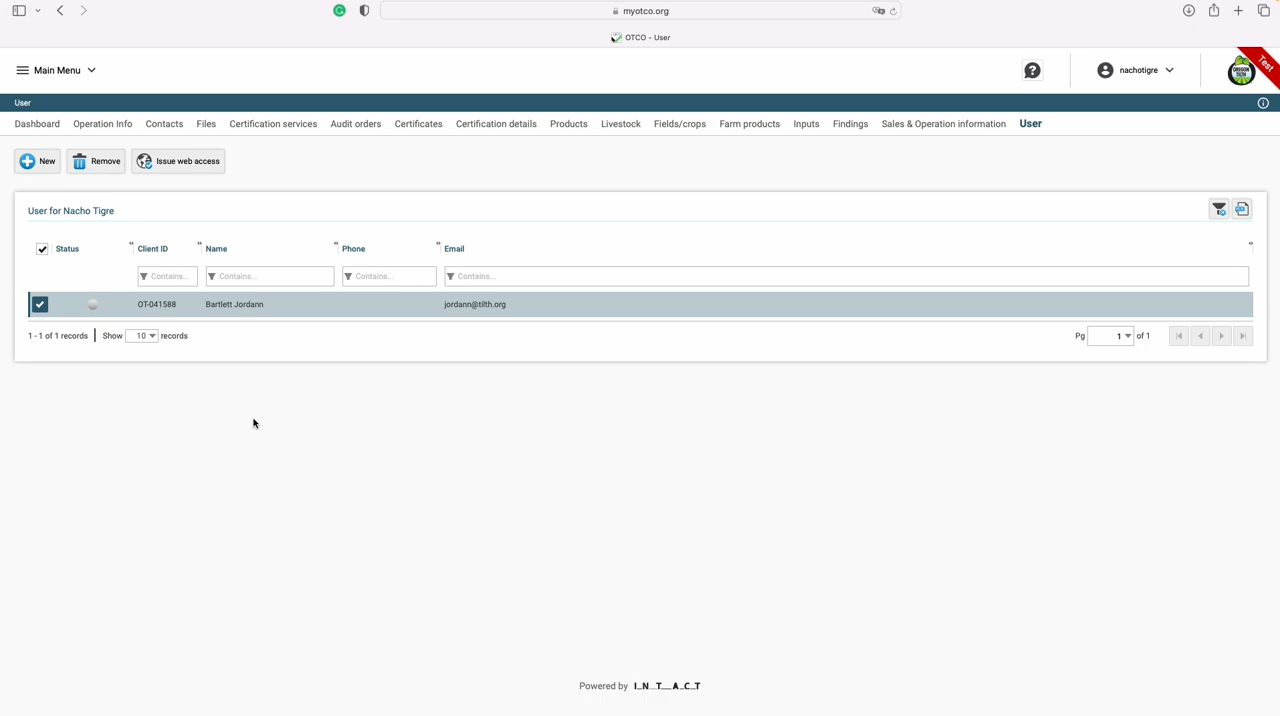 myotco.org
OTCO - User
Main Menu
nachotigre
OREGON TILTH
Test
User
Dashboard Operation Info Contacts Files Certification services Audit orders Certificates Certification details Products Livestock Fields/crops Farm products Inputs Findings Sales & Operation information User
New Remove Issue web access
User for Nacho Tigre
Status Client ID Name Phone Email
Contains... Contains... Contains... Contains...
OT-041588 Bartlett Jordann jordann@tilth.org
1 - 1 of 1 records Show 10 records Pg 1 of 1
Powered by I_N_T__A_C_T